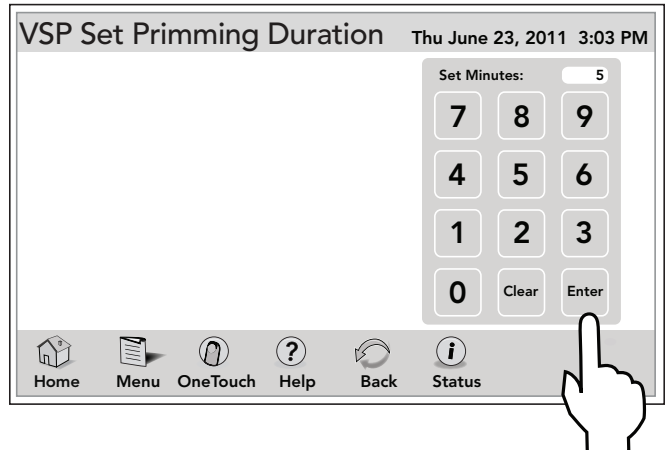 VSP Set Primming Duration Thu June 23, 2011 3:03 PM
Set Minutes: 5
7 8 9
4 5 6
1 2 3
0 Clear Enter
? i
Home Menu OneTouch Help Back Status